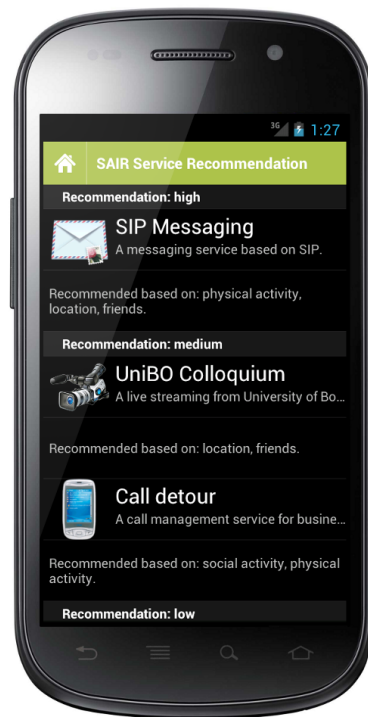 3G 1:27
SAIR Service Recommendation
Recommendation: high
SIP Messaging
A messaging service based on SIP.
Recommended based on: physical activity,
location, friends.
Recommendation: medium
UniBO Colloquium
A live streaming from University of Bo...
Recommended based on: location, friends.
Call detour
A call management service for busine...
Recommended based on: social activity, physical
activity.
Recommendation: low